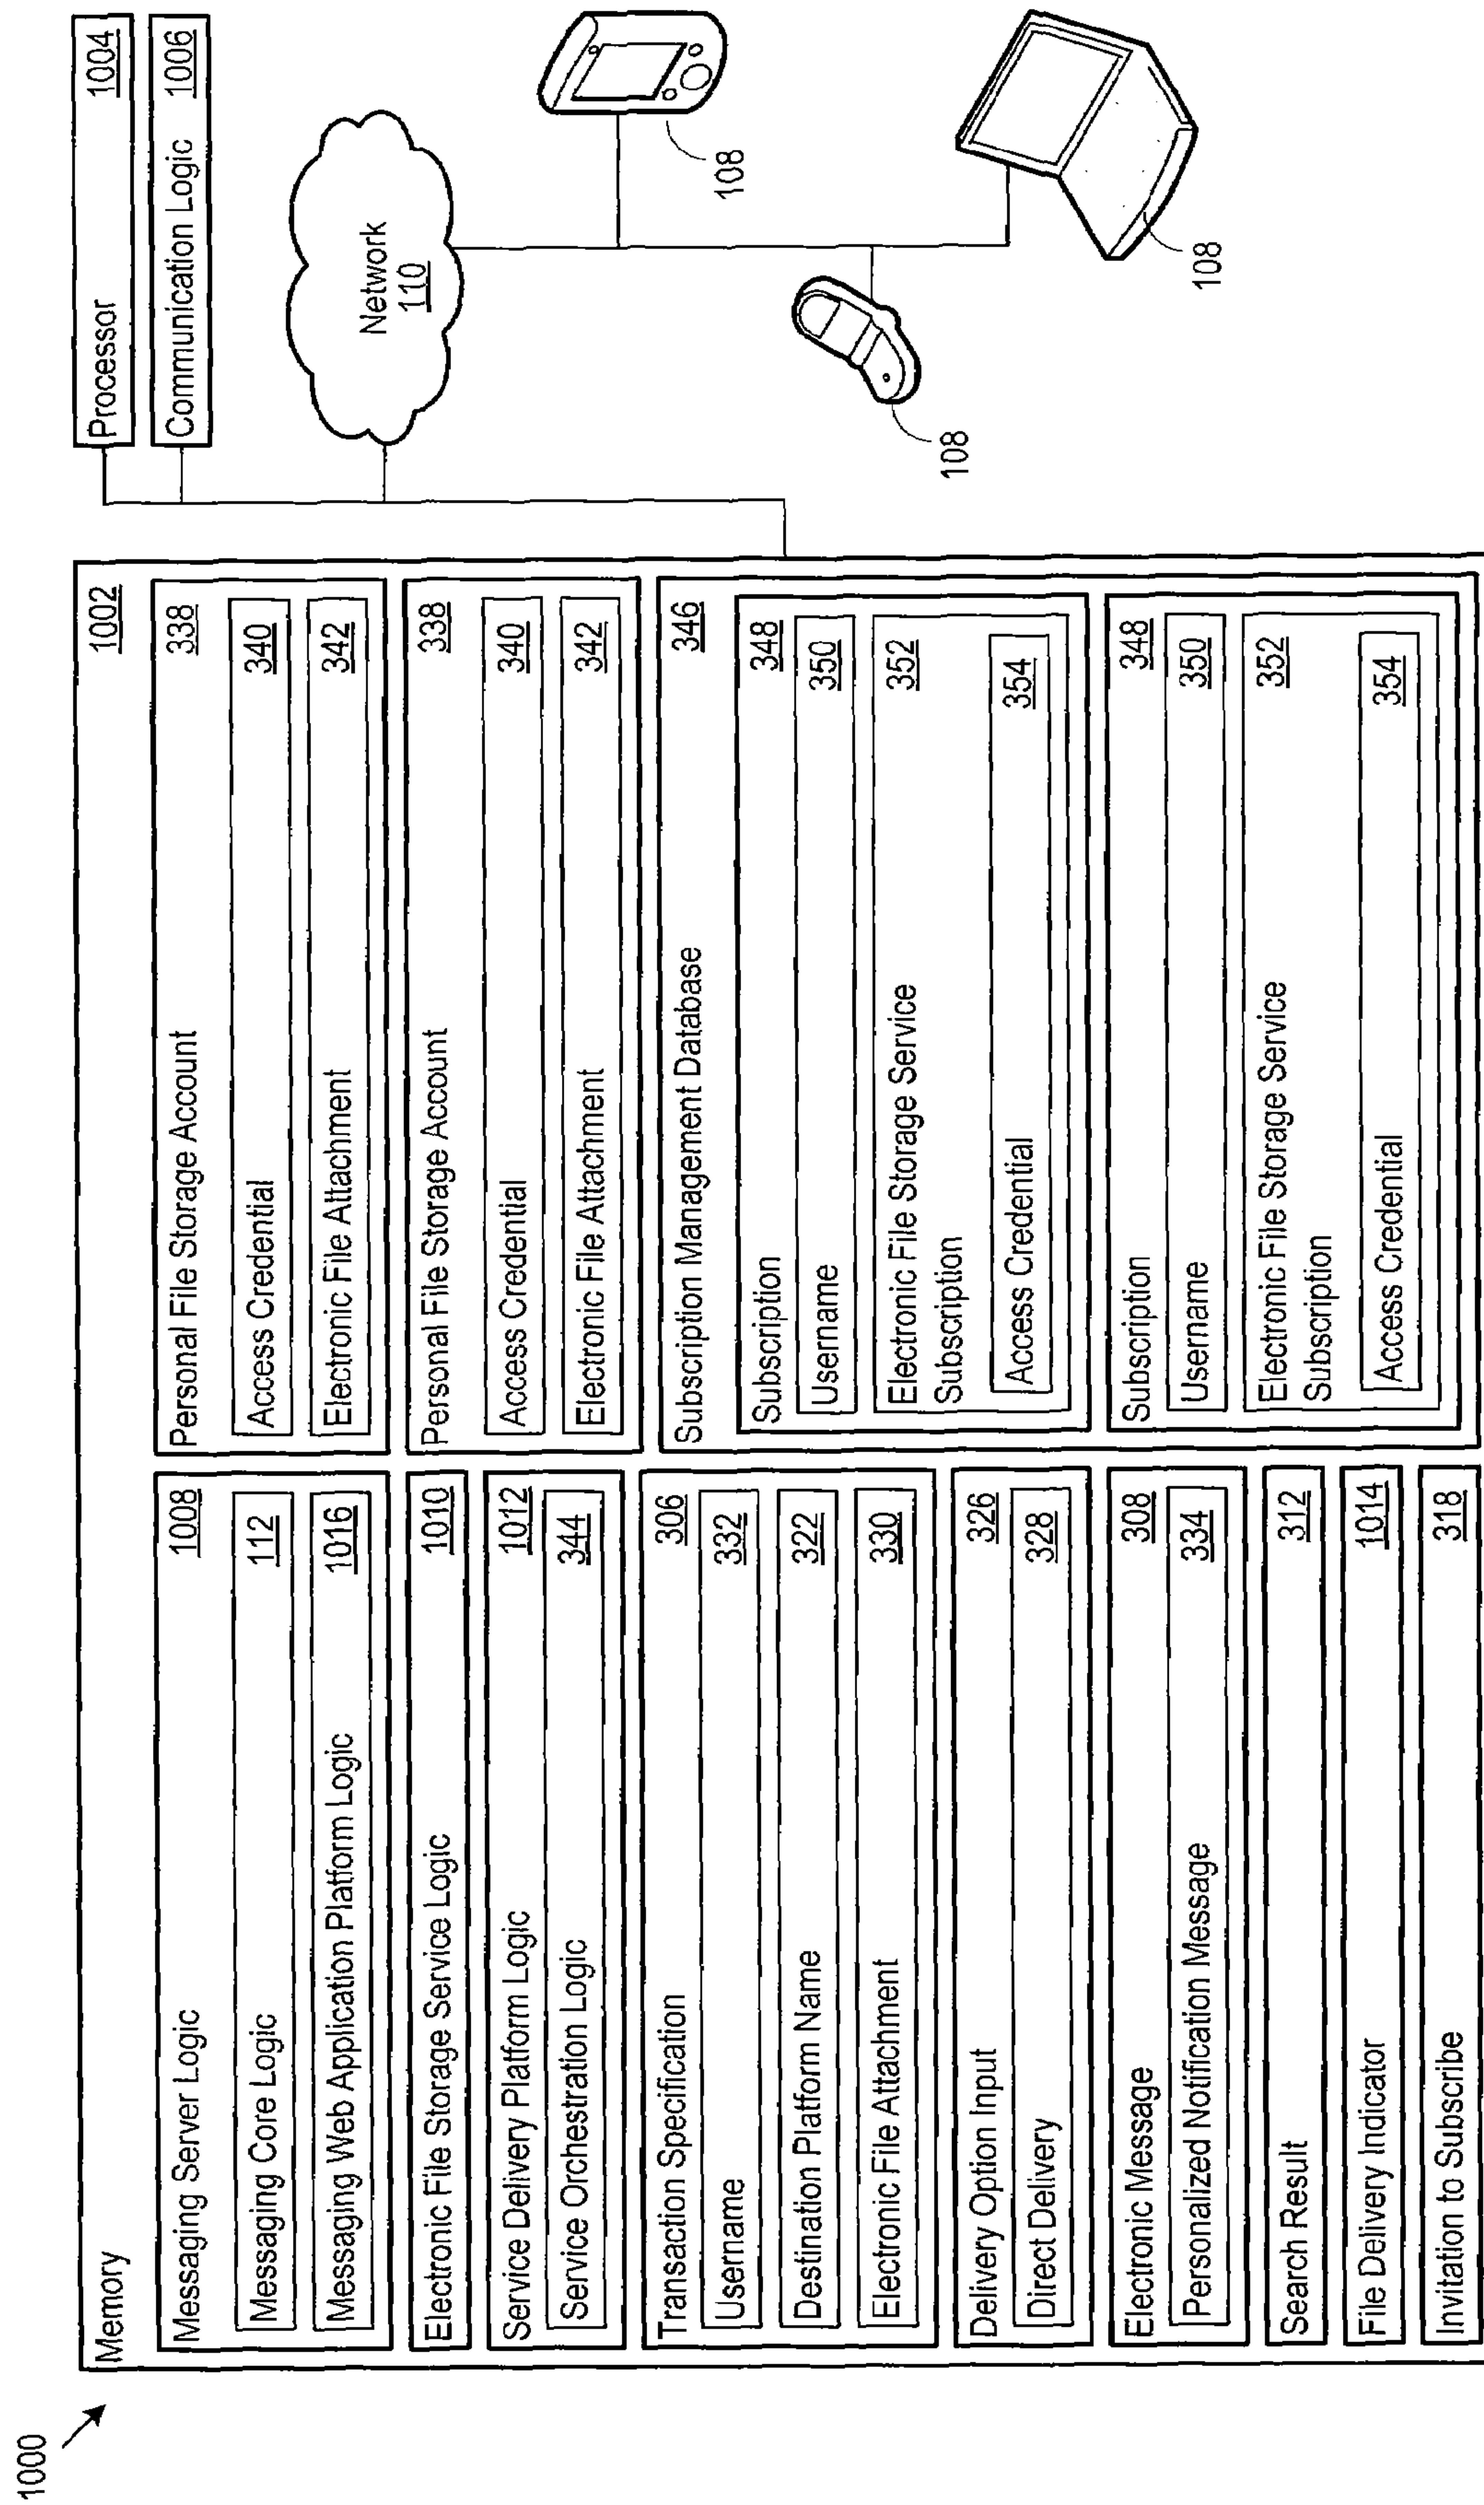 1000
Memory 1002
Messaging Server Logic 1008
Messaging Core Logic 112
Messaging Web Application Platform Logic 1016
Electronic File Storage Service Logic 1010
Service Delivery Platform Logic 1012
Service Orchestration Logic 344
Transaction Specification 306
Username 332
Destination Platform Name 322
Electronic File Attachment 330
Delivery Option Input 326
Direct Delivery 328
Electronic Message 308
Personalized Notification Message 334
Search Result 312
File Delivery Indicator 1014
Invitation to Subscribe 318
Personal File Storage Account 338
Access Credential 340
Electronic File Attachment 342
Personal File Storage Account 338
Access Credential 340
Electronic File Attachment 342
Subscription Management Database 346
Subscription 348
Username 350
Electronic File Storage Service 352
Subscription
Access Credential 354
Subscription 348
Username 350
Electronic File Storage Service 352
Subscription
Access Credential 354
Processor 1004
Communication Logic 1006
Network
110
108
108
108